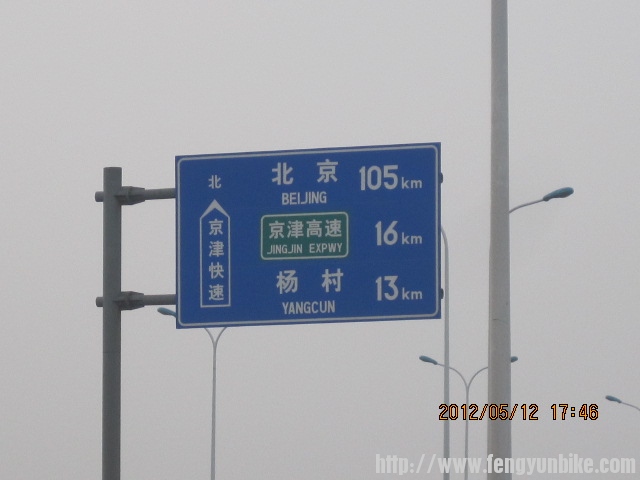 北
京津快速
北京 105km
BEIJING
京津高速 16km
JINGJIN EXPWY
杨村 13km
YANGCUN
2012/05/12 17:46
http://www.fengyunbike.com/